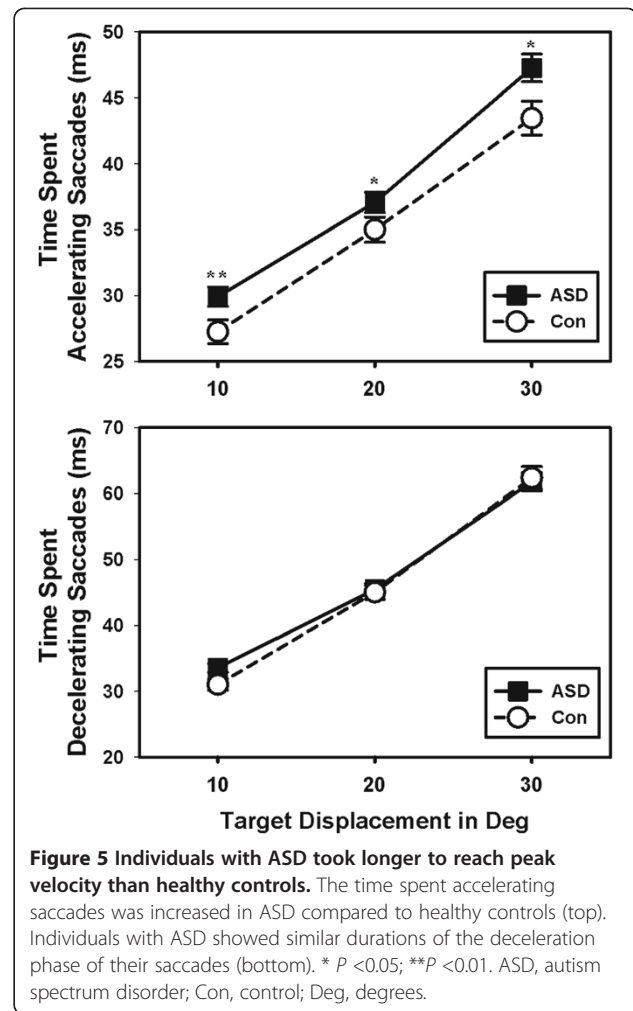 50
45
40
35
30
25
Time Spent
Accelerating Saccades (ms)
**
*
*
ASD
Con
10 20 30
70
60
50
40
30
20
Time Spent
Decelerating Saccades (ms)
ASD
Con
10 20 30
Target Displacement in Deg
Figure 5 Individuals with ASD took longer to reach peak
velocity than healthy controls. The time spent accelerating
saccades was increased in ASD compared to healthy controls (top).
Individuals with ASD showed similar durations of the deceleration
phase of their saccades (bottom). * P <0.05; **P <0.01. ASD, autism
spectrum disorder; Con, control; Deg, degrees.